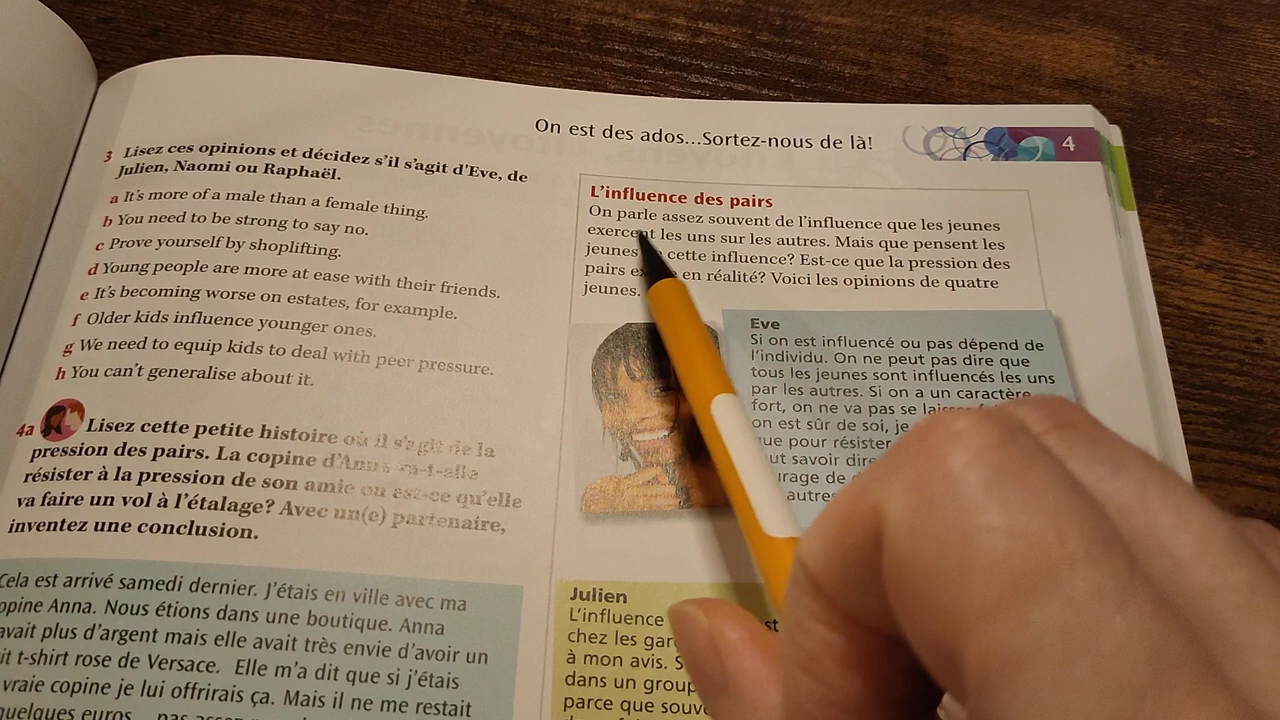 On est des ados...Sortez-nous de là!
4
3 Lisez ces opinions et décidez s'il s'agit d'Eve, de
Julien, Naomi ou Raphaël.
a It's more of a male than a female thing.
b You need to be strong to say no.
c Prove yourself by shoplifting.
d Young people are more at ease with their friends.
e It's becoming worse on estates, for example.
f Older kids influence younger ones.
g We need to equip kids to deal with peer pressure.
h You can't generalise about it.
4a Lisez cette petite histoire où il s'agit de la
pression des pairs. La copine d'Anna va-t-elle
résister à la pression de son amie ou est-ce qu'elle
va faire un vol à l'étalage? Avec un(e) partenaire,
inventez une conclusion.
Cela est arrivé samedi dernier. J'étais en ville avec ma
Anna. Nous étions dans une boutique. Anna
avait plus d'argent mais elle avait très envie d'avoir un
t-shirt rose de Versace. Elle m'a dit que si j'étais
vraie copine je lui offrirais ça. Mais il ne me restait
quelques euros...
L'influence des pairs
On parle assez souvent de l'influence que les jeunes
exercent les uns sur les autres. Mais que pensent les
jeunes cette influence? Est-ce que la pression des
pairs en réalité? Voici les opinions de quatre
jeunes.
Eve
Si on est influencé ou pas dépend de
l'individu. On ne peut pas dire que
tous les jeunes sont influencés les uns
par les autres. Si on a un caractère
fort, on ne va pas se
on est sûr de soi, je
pour résister
savoir dire
de
autres
Julien
L'influence
chez les
à mon avis.
dans un
parce que